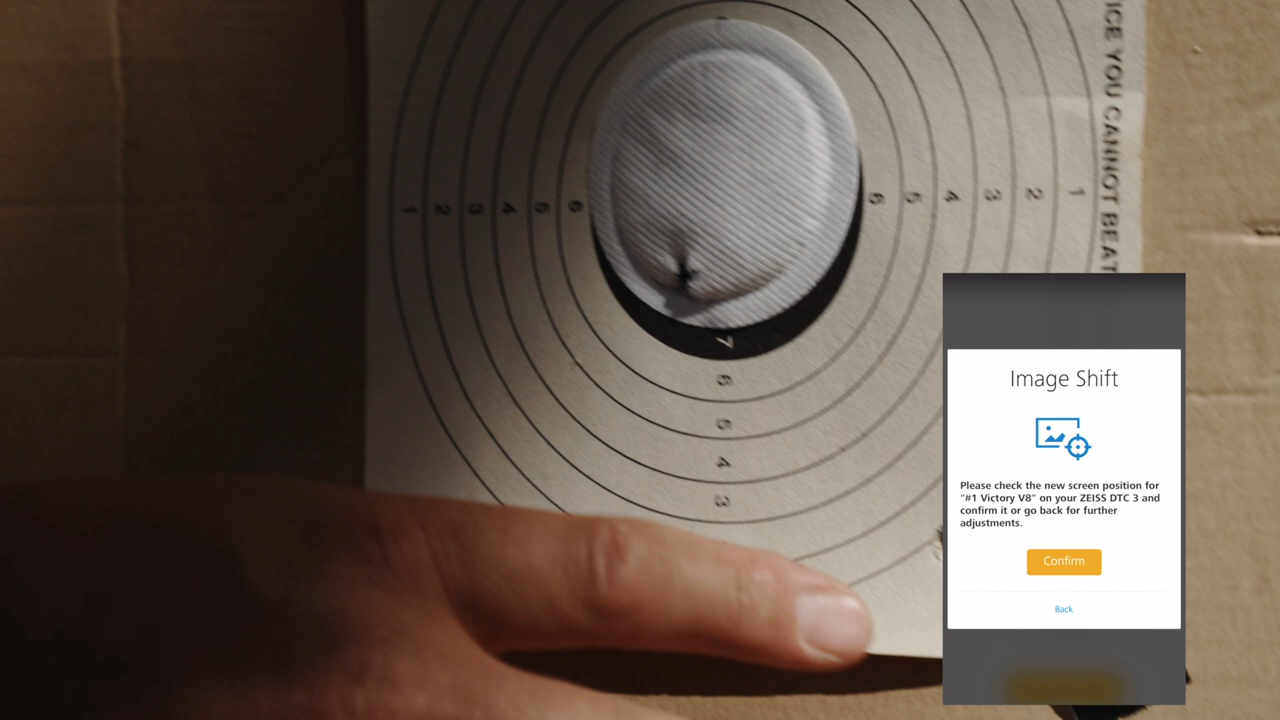 ICE YOU CANNOT BEAT
1 2 3 4 5 6
6 5 4 3 2 1
7
6
5
4
3
Image Shift
Please check the new screen position for
"#1 Victory V8" on your ZEISS DTC 3 and
confirm it or go back for further
adjustments.
Confirm
Back